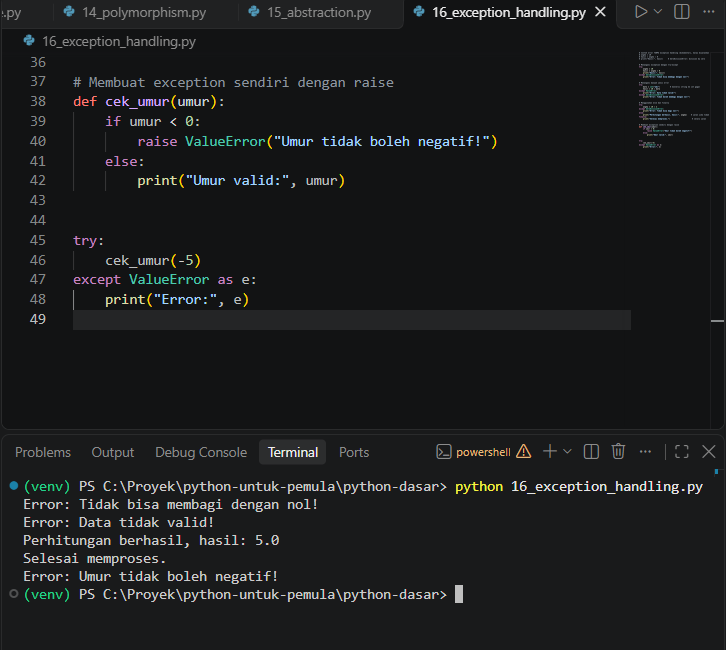 .py 14_polymorphism.py 15_abstraction.py 16_exception_handling.py
16_exception_handling.py
36
37 # Membuat exception sendiri dengan raise
38 def cek_umur(umur):
39 if umur < 0:
40 raise ValueError("Umur tidak boleh negatif!")
41 else:
42 print("Umur valid:", umur)
43
44
45 try:
46 cek_umur(-5)
47 except ValueError as e:
48 print("Error:", e)
49
Problems Output Debug Console Terminal Ports powershell
(venv) PS C:\Proyek\python-untuk-pemula\python-dasar> python 16_exception_handling.py
Error: Tidak bisa membagi dengan nol!
Error: Data tidak valid!
Perhitungan berhasil, hasil: 5.0
Selesai memproses.
Error: Umur tidak boleh negatif!
(venv) PS C:\Proyek\python-untuk-pemula\python-dasar>